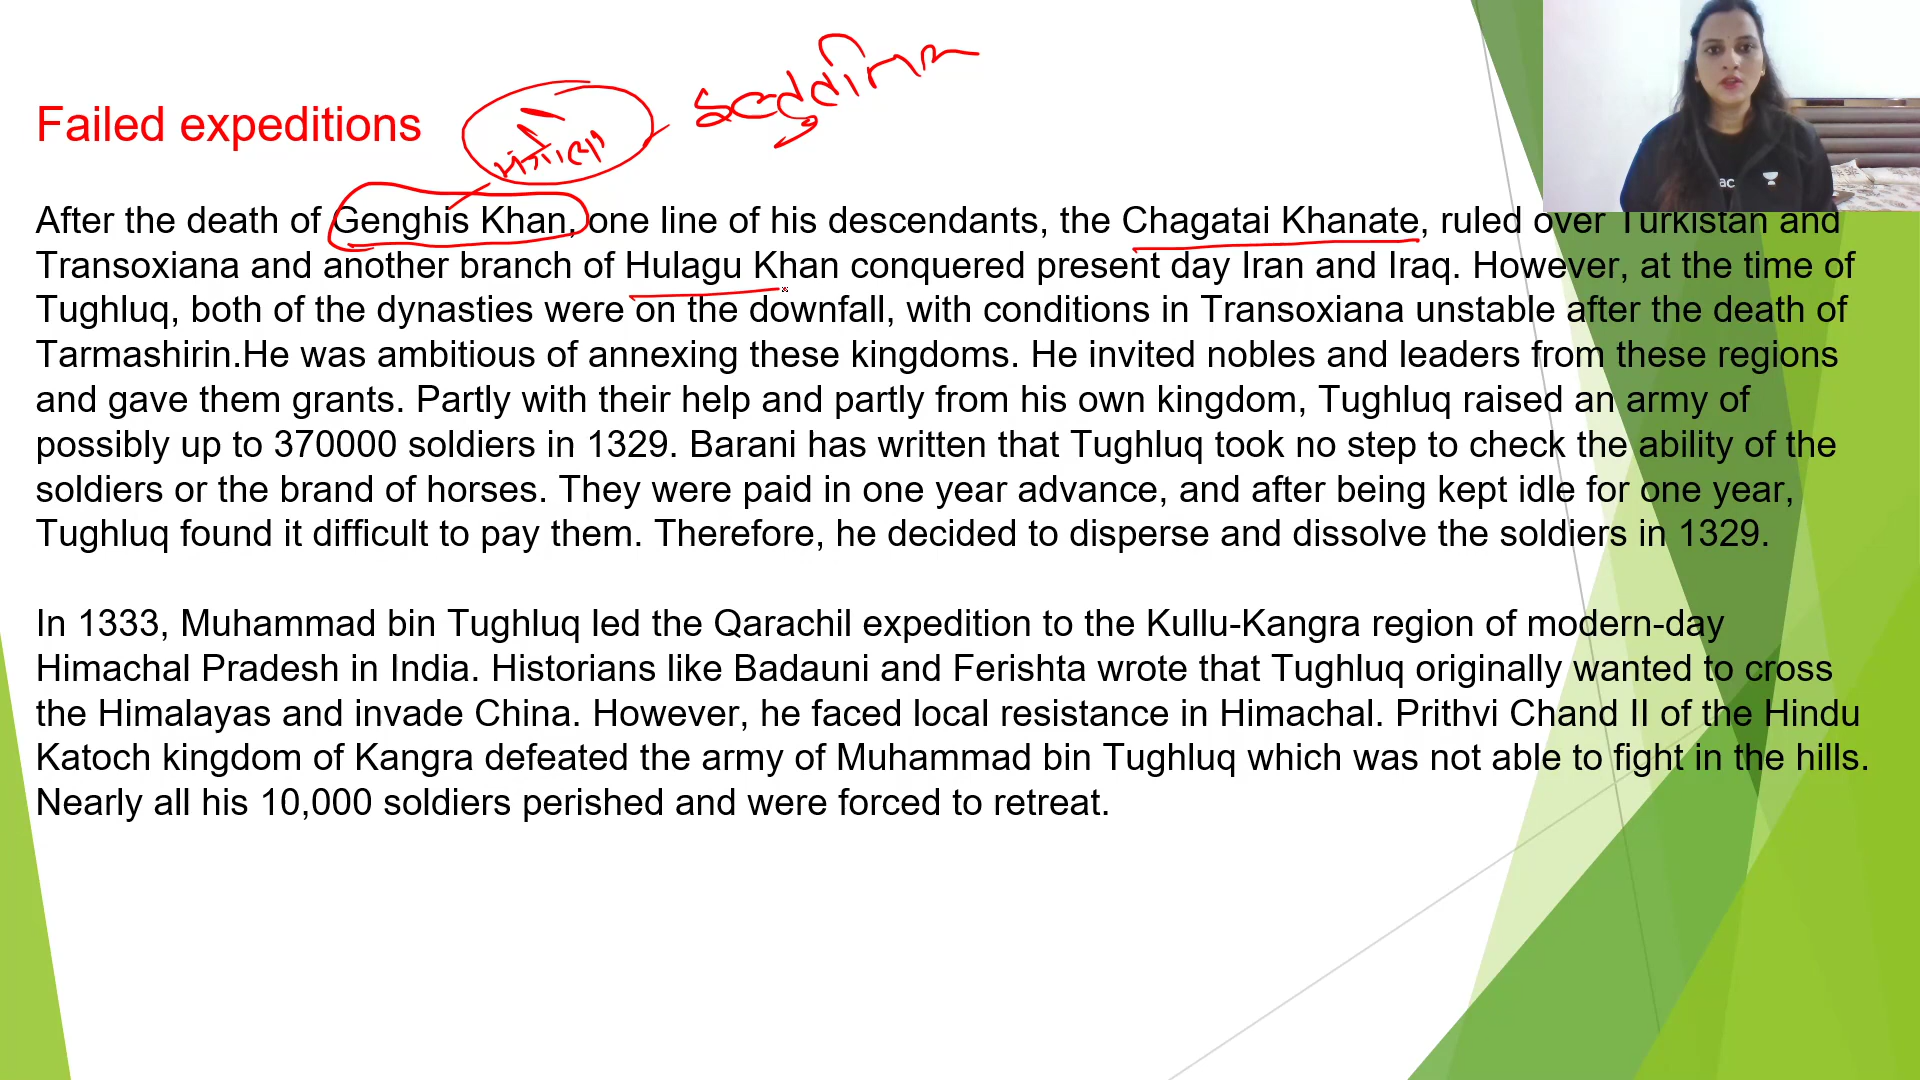 Failed expeditions
After the death of Genghis Khan, one line of his descendants, the Chagatai Khanate, ruled over Turkistan and
Transoxiana and another branch of Hulagu Khan conquered present day Iran and Iraq. However, at the time of
Tughluq, both of the dynasties were on the downfall, with conditions in Transoxiana unstable after the death of
Tarmashirin.He was ambitious of annexing these kingdoms. He invited nobles and leaders from these regions
and gave them grants. Partly with their help and partly from his own kingdom, Tughluq raised an army of
possibly up to 370000 soldiers in 1329. Barani has written that Tughluq took no step to check the ability of the
soldiers or the brand of horses. They were paid in one year advance, and after being kept idle for one year,
Tughluq found it difficult to pay them. Therefore, he decided to disperse and dissolve the soldiers in 1329.
In 1333, Muhammad bin Tughluq led the Qarachil expedition to the Kullu-Kangra region of modern-day
Himachal Pradesh in India. Historians like Badauni and Ferishta wrote that Tughluq originally wanted to cross
the Himalayas and invade China. However, he faced local resistance in Himachal. Prithvi Chand II of the Hindu
Katoch kingdom of Kangra defeated the army of Muhammad bin Tughluq which was not able to fight in the hills.
Nearly all his 10,000 soldiers perished and were forced to retreat.